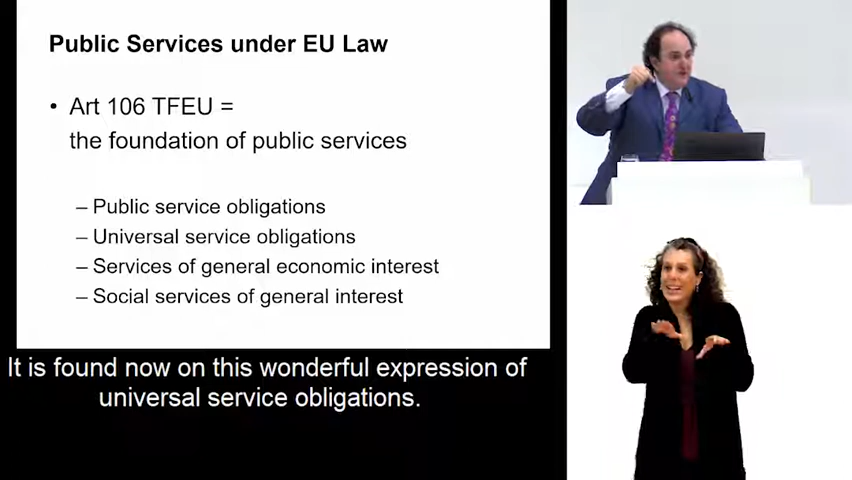 Public Services under EU Law
• Art 106 TFEU =
the foundation of public services
– Public service obligations
– Universal service obligations
– Services of general economic interest
– Social services of general interest
It is found now on this wonderful expression of
universal service obligations.